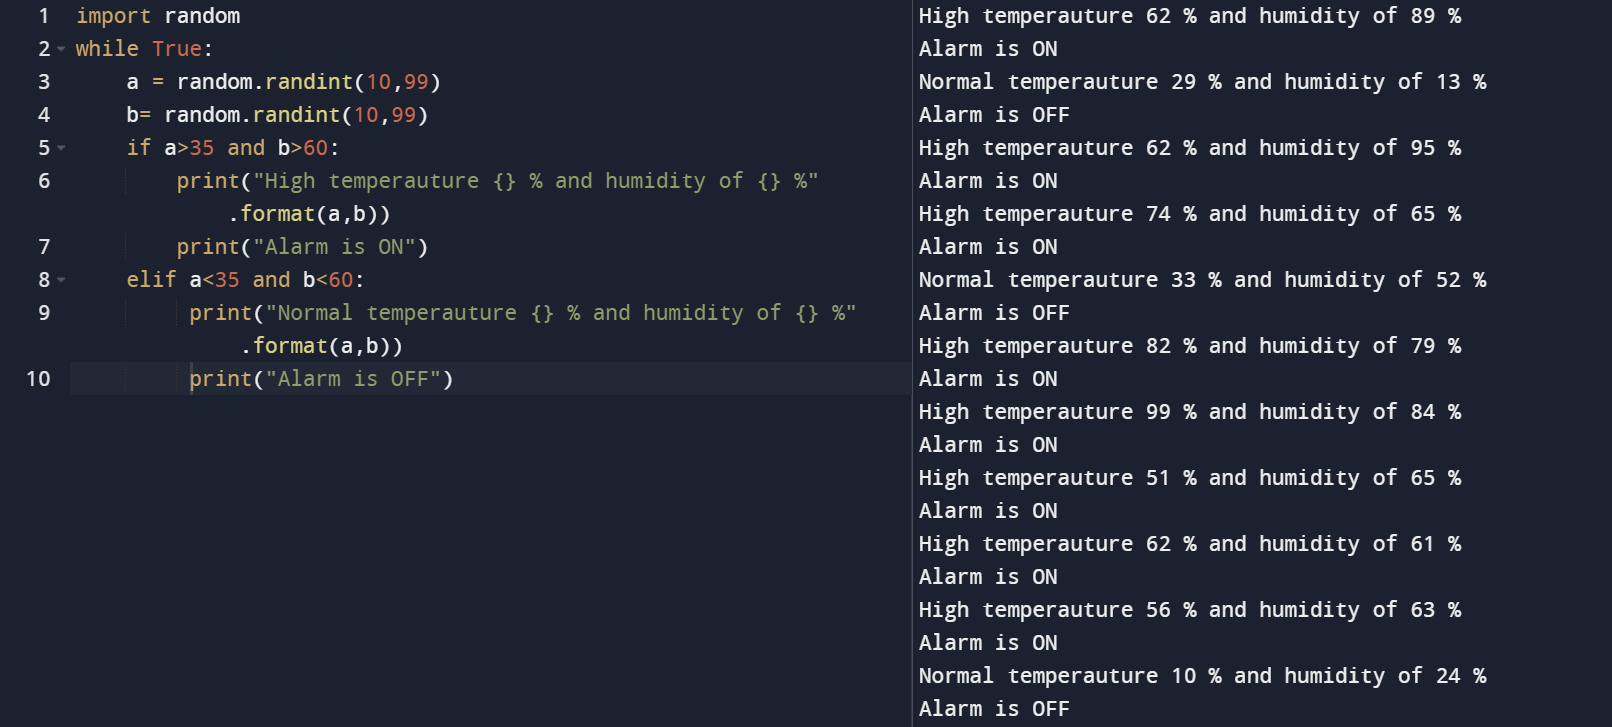 1 import random
2 while True:
3 a = random.randint(10,99)
4 b= random.randint(10,99)
5 if a>35 and b>60:
6 print("High temperauture {} % and humidity of {} %"
.format(a,b))
7 print("Alarm is ON")
8 elif a<35 and b<60:
9 print("Normal temperauture {} % and humidity of {} %"
.format(a,b))
10 print("Alarm is OFF")
High temperauture 62 % and humidity of 89 %
Alarm is ON
Normal temperauture 29 % and humidity of 13 %
Alarm is OFF
High temperauture 62 % and humidity of 95 %
Alarm is ON
High temperauture 74 % and humidity of 65 %
Alarm is ON
Normal temperauture 33 % and humidity of 52 %
Alarm is OFF
High temperauture 82 % and humidity of 79 %
Alarm is ON
High temperauture 99 % and humidity of 84 %
Alarm is ON
High temperauture 51 % and humidity of 65 %
Alarm is ON
High temperauture 62 % and humidity of 61 %
Alarm is ON
High temperauture 56 % and humidity of 63 %
Alarm is ON
Normal temperauture 10 % and humidity of 24 %
Alarm is OFF